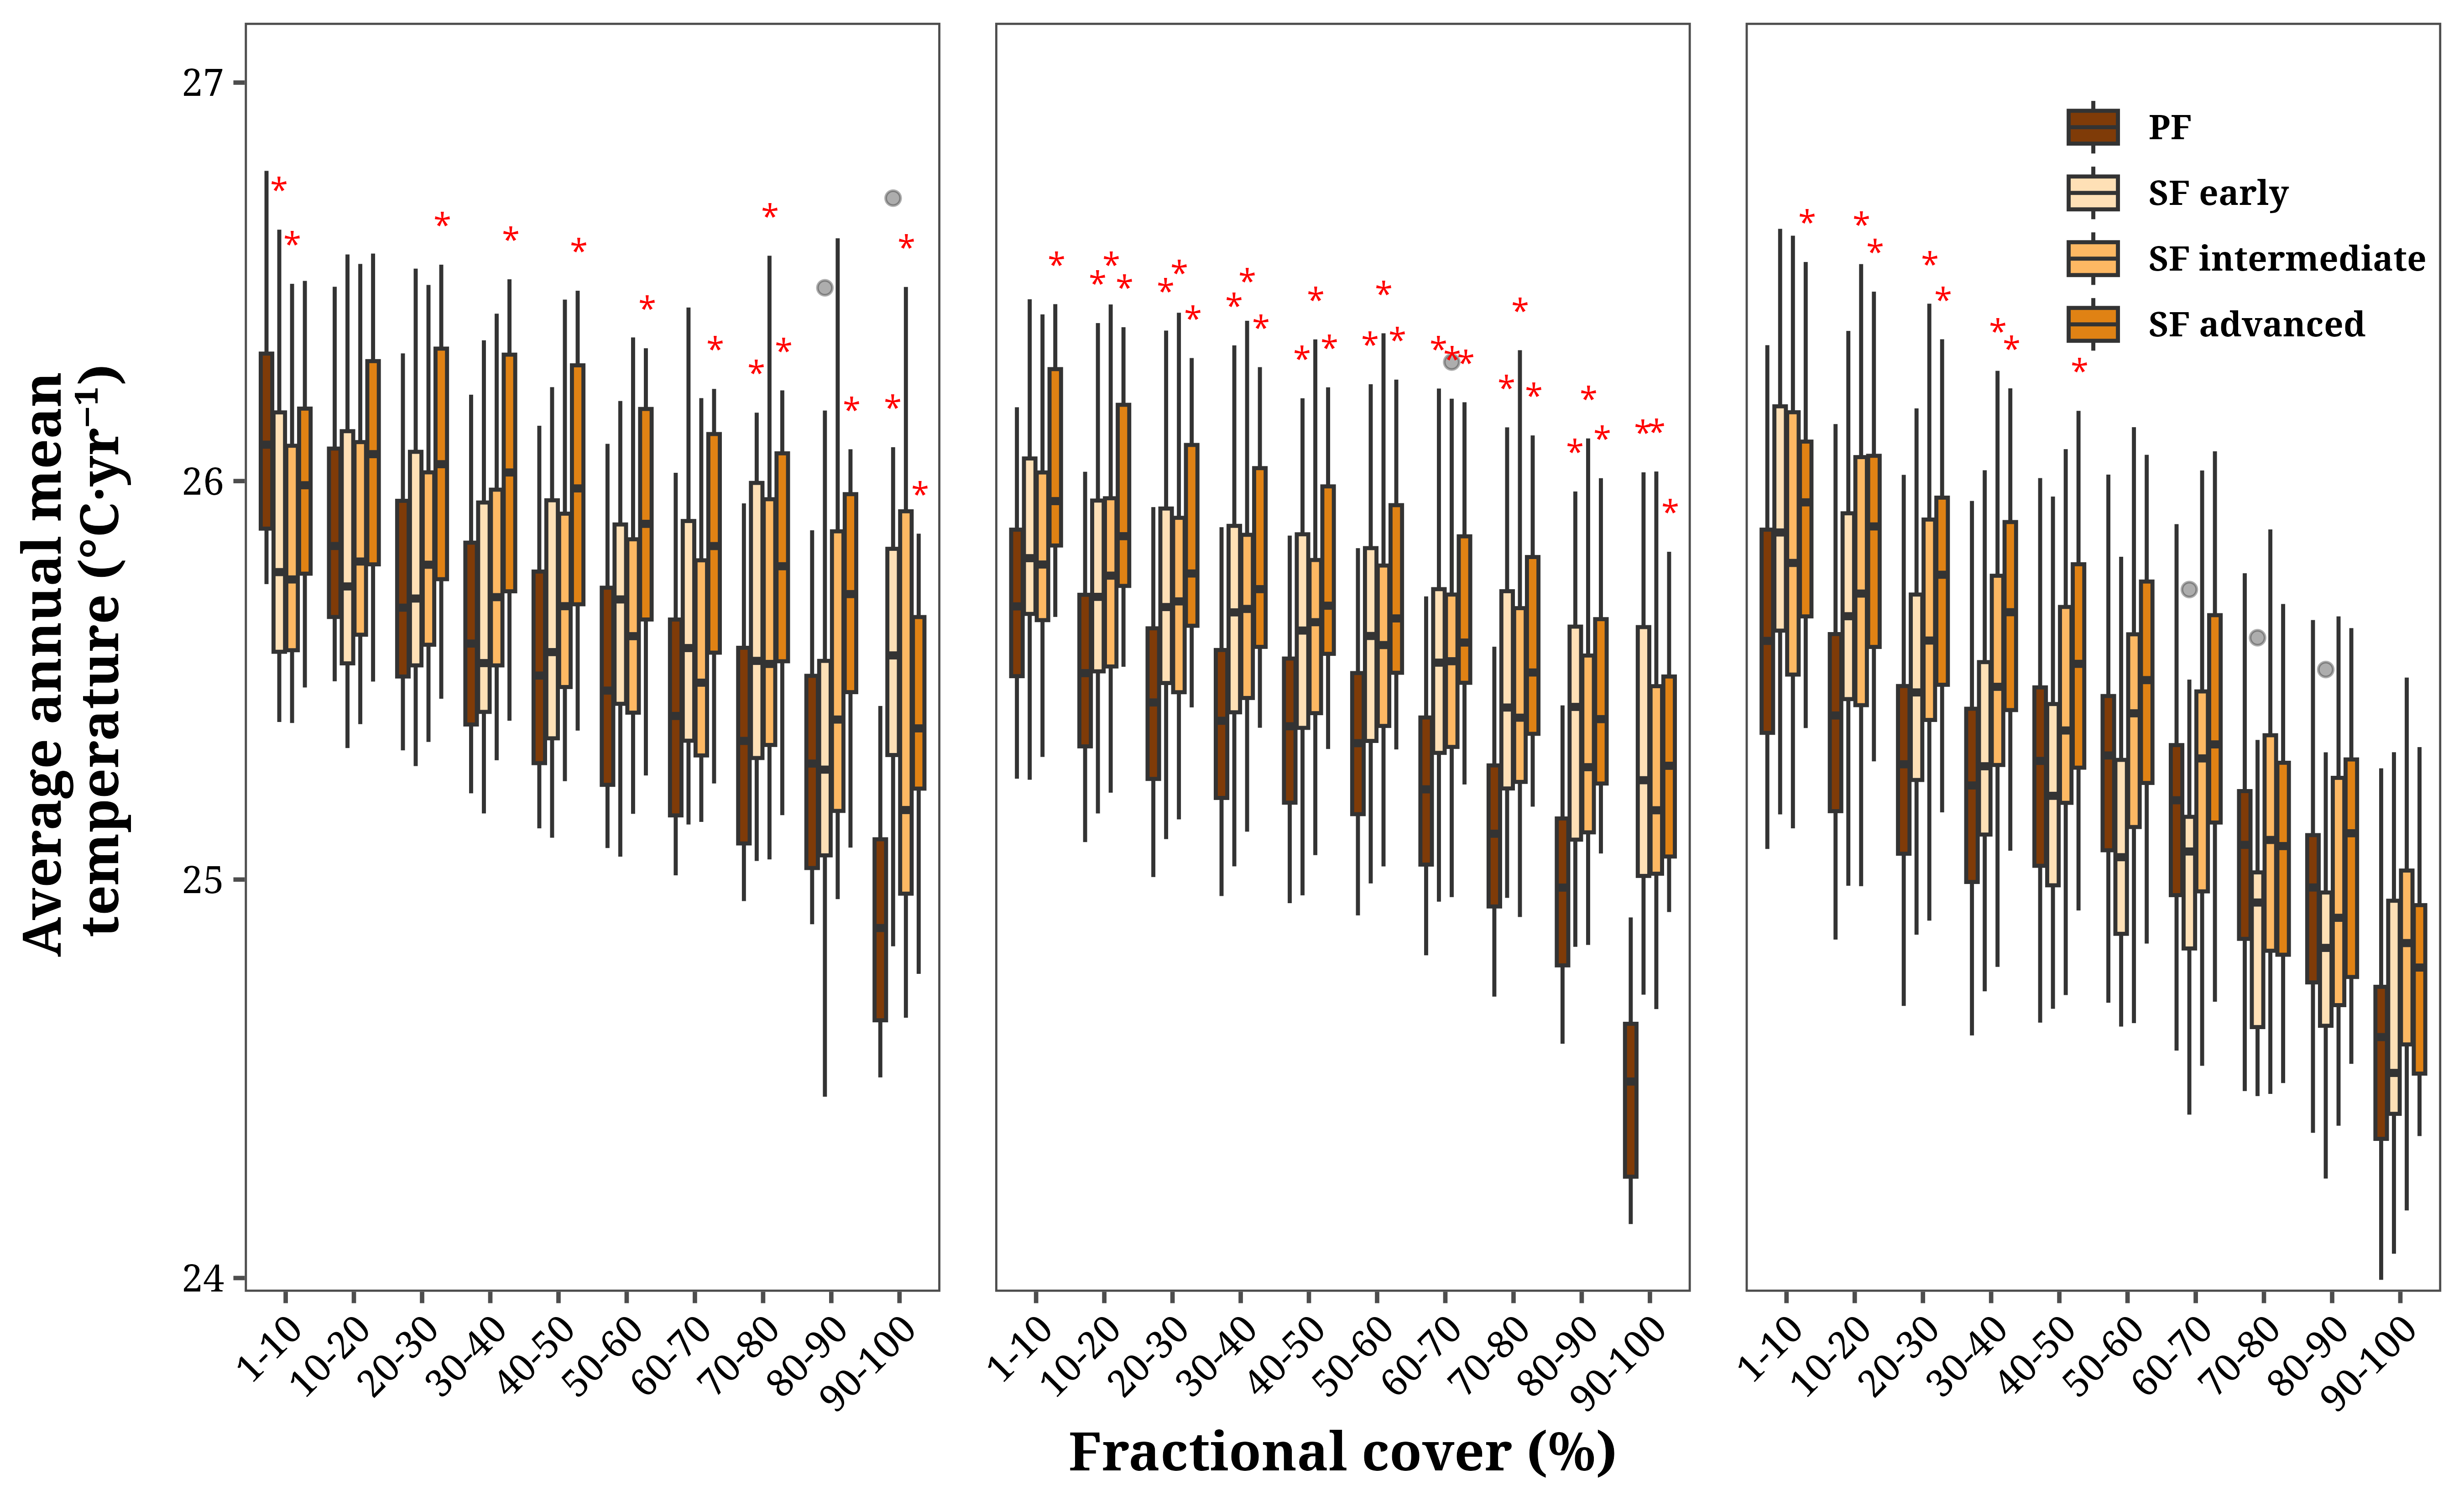 Average annual mean
temperature (°C·yr⁻¹)
27
26
25
24
* * * * * * * * * * * * * * *
* * * * * * * * * * * * * * * * * * * * * * * * * * * *
* * * * * * * *
PF
SF early
SF intermediate
SF advanced
1-10 10-20 20-30 30-40 40-50 50-60 60-70 70-80 80-90 90-100
1-10 10-20 20-30 30-40 40-50 50-60 60-70 70-80 80-90 90-100
1-10 10-20 20-30 30-40 40-50 50-60 60-70 70-80 80-90 90-100
Fractional cover (%)